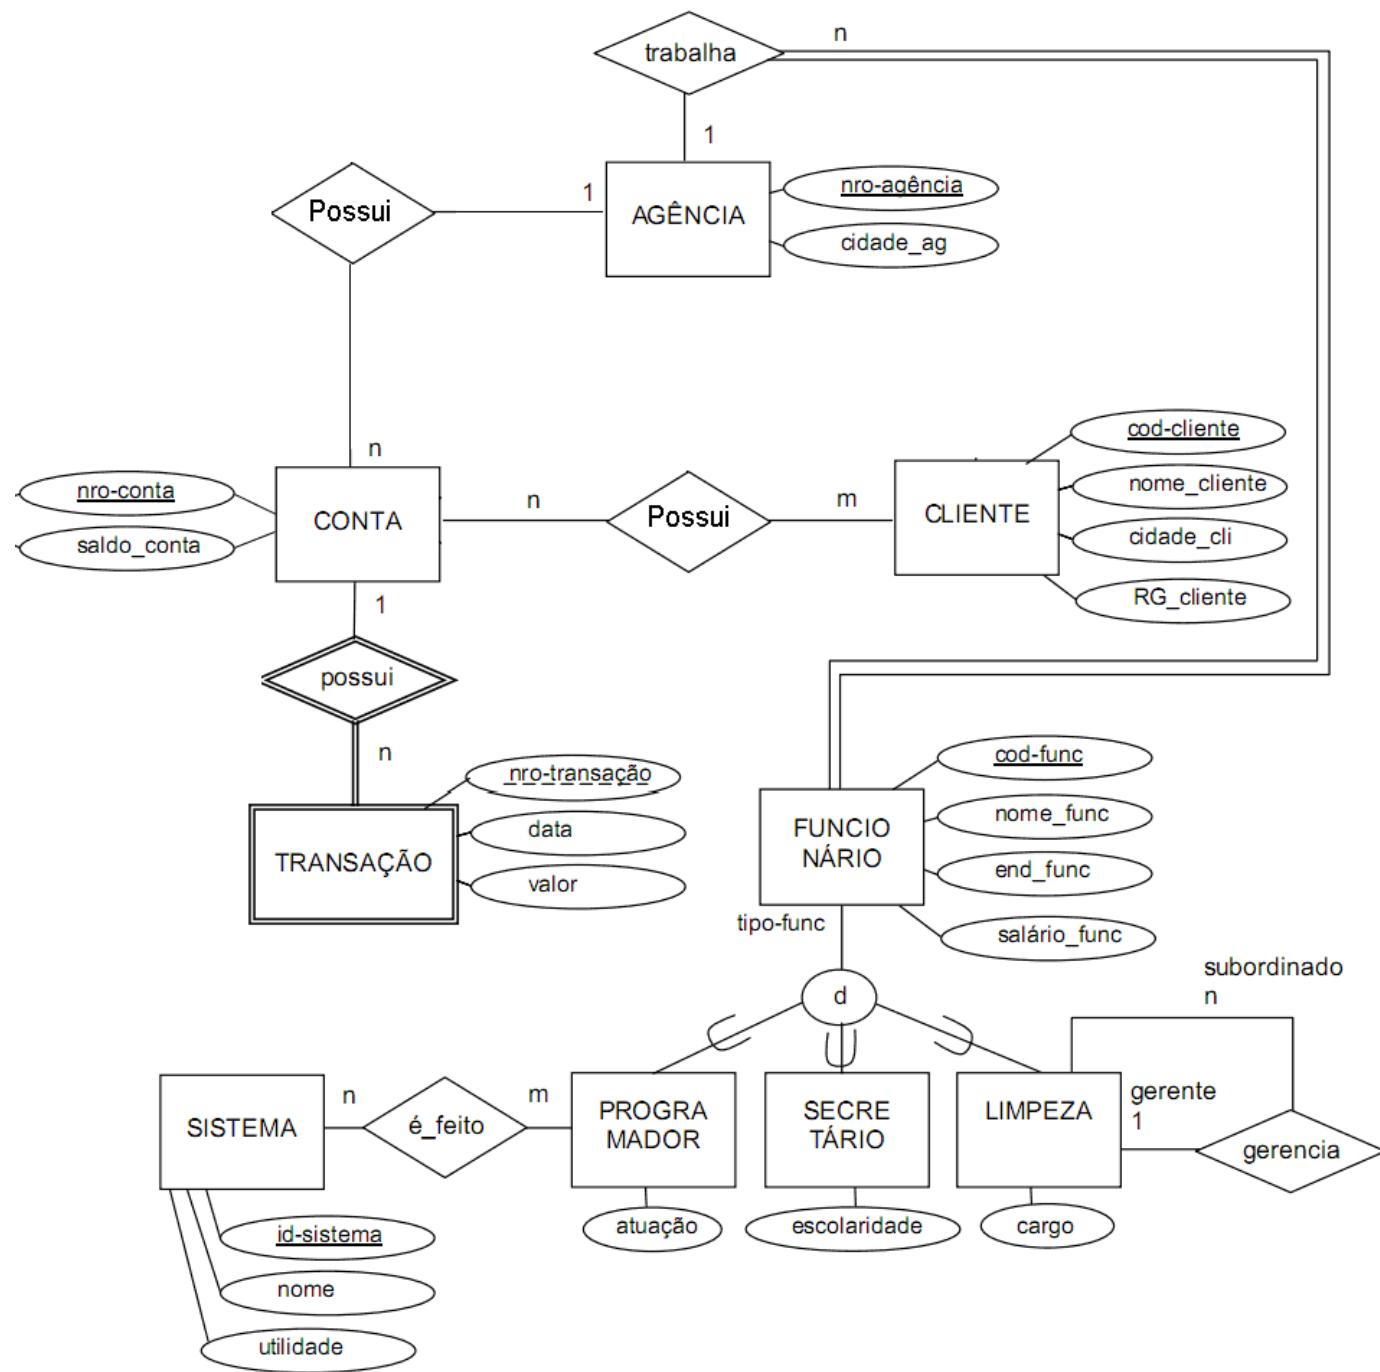 n
trabalha
1
nro-agência
1
Possui
AGÊNCIA
cidade_ag
n
cod-cliente
nro-conta
nome_cliente
n
m
CONTA
Possui
CLIENTE
saldo_conta
cidade_cli
RG_cliente
1
possui
n
nro-transação
cod-func
data
nome_func
FUNCIO
NÁRIO
TRANSAÇÃO
end_func
valor
tipo-func
salário_func
subordinado
n
d
n
m
gerente
1
SISTEMA
é_feito
PROGRA
MADOR
SECRE
TÁRIO
LIMPEZA
gerencia
id-sistema
atuação
escolaridade
cargo
nome
utilidade